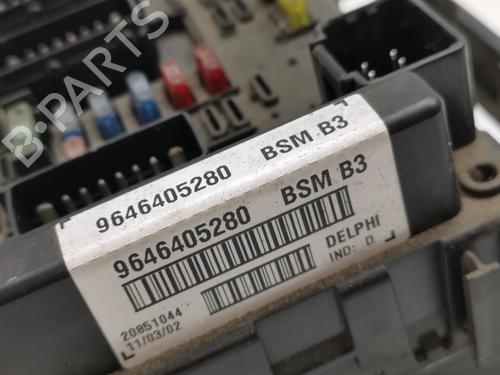 B-PARTS
9646405280 BSM B3
9646405280 BSM B3
DELPHI
IND: D
20851044
11/03/02